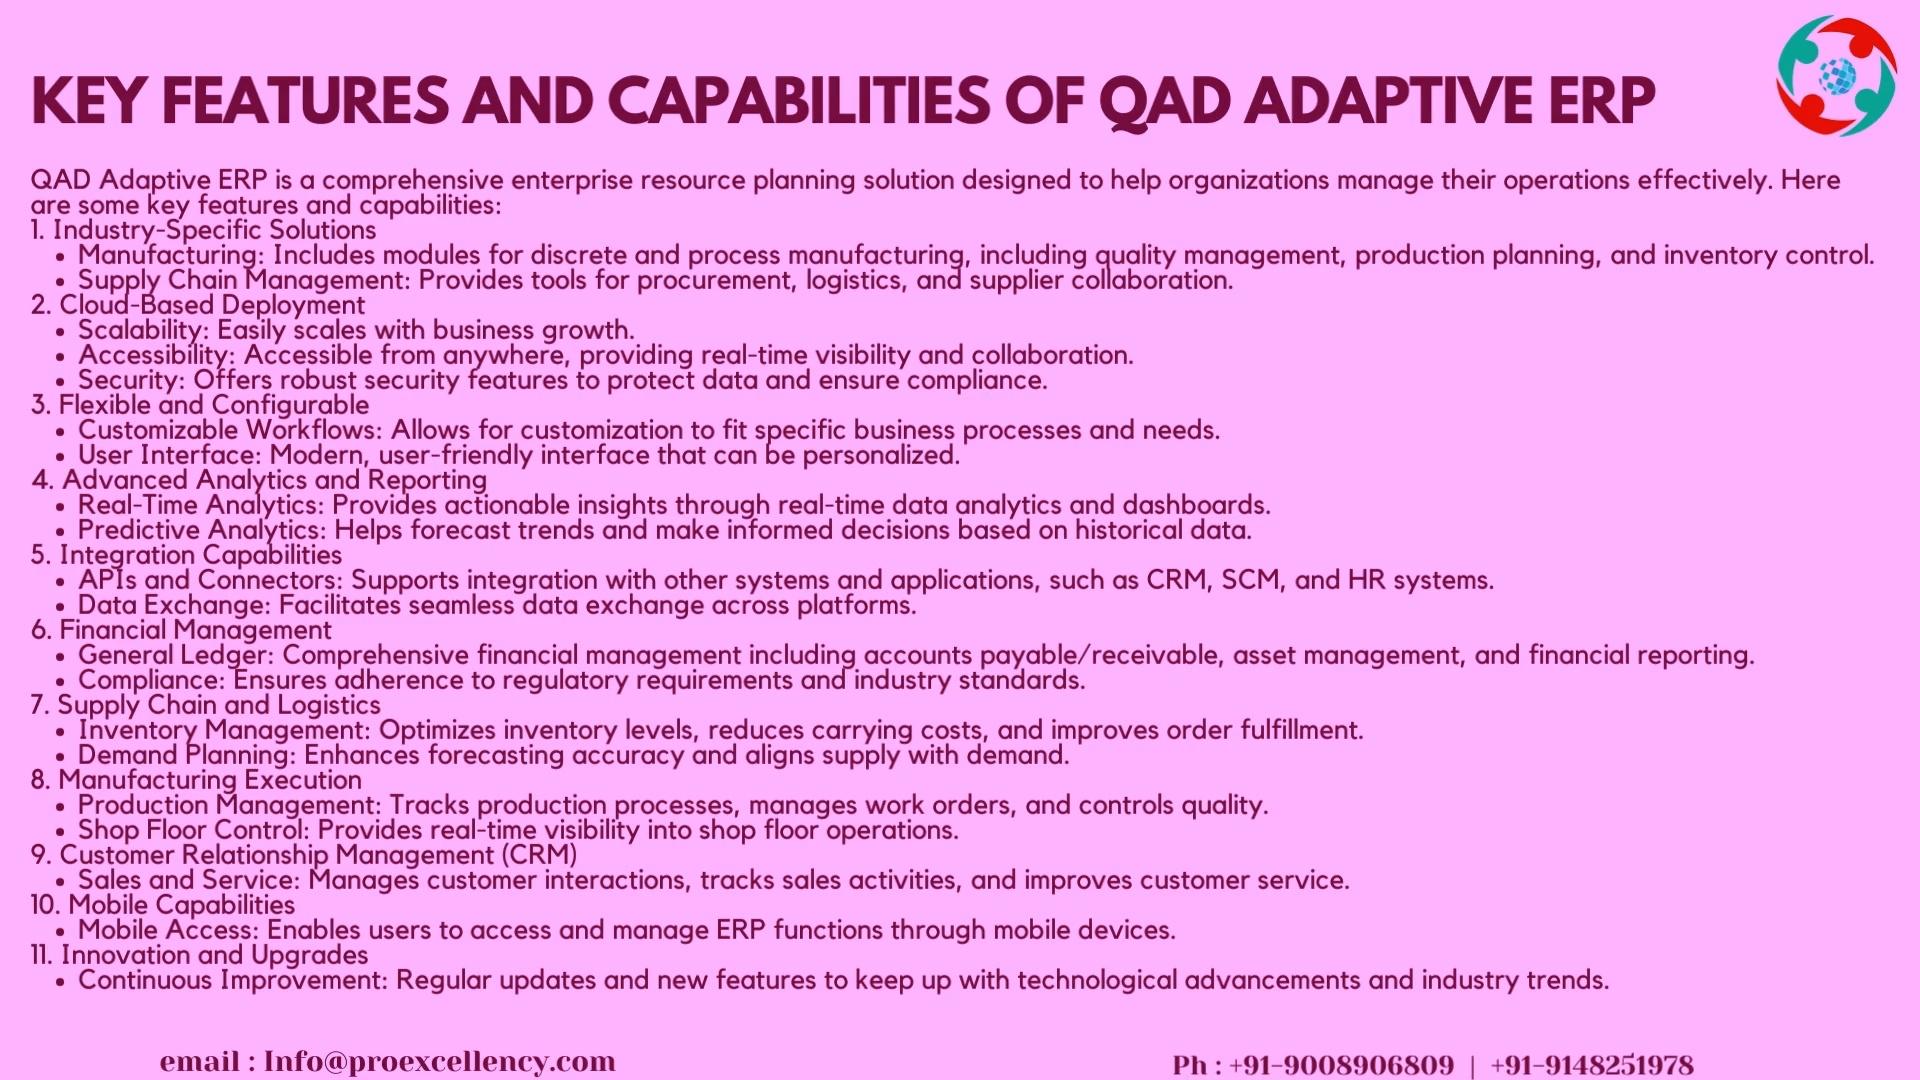 KEY FEATURES AND CAPABILITIES OF QAD ADAPTIVE ERP
QAD Adaptive ERP is a comprehensive enterprise resource planning solution designed to help organizations manage their operations effectively. Here
are some key features and capabilities:
1. Industry-Specific Solutions
• Manufacturing: Includes modules for discrete and process manufacturing, including quality management, production planning, and inventory control.
• Supply Chain Management: Provides tools for procurement, logistics, and supplier collaboration.
2. Cloud-Based Deployment
• Scalability: Easily scales with business growth.
• Accessibility: Accessible from anywhere, providing real-time visibility and collaboration.
• Security: Offers robust security features to protect data and ensure compliance.
3. Flexible and Configurable
• Customizable Workflows: Allows for customization to fit specific business processes and needs.
• User Interface: Modern, user-friendly interface that can be personalized.
4. Advanced Analytics and Reporting
• Real-Time Analytics: Provides actionable insights through real-time data analytics and dashboards.
• Predictive Analytics: Helps forecast trends and make informed decisions based on historical data.
5. Integration Capabilities
• APIs and Connectors: Supports integration with other systems and applications, such as CRM, SCM, and HR systems.
• Data Exchange: Facilitates seamless data exchange across platforms.
6. Financial Management
• General Ledger: Comprehensive financial management including accounts payable/receivable, asset management, and financial reporting.
• Compliance: Ensures adherence to regulatory requirements and industry standards.
7. Supply Chain and Logistics
• Inventory Management: Optimizes inventory levels, reduces carrying costs, and improves order fulfillment.
• Demand Planning: Enhances forecasting accuracy and aligns supply with demand.
8. Manufacturing Execution
• Production Management: Tracks production processes, manages work orders, and controls quality.
• Shop Floor Control: Provides real-time visibility into shop floor operations.
9. Customer Relationship Management (CRM)
• Sales and Service: Manages customer interactions, tracks sales activities, and improves customer service.
10. Mobile Capabilities
• Mobile Access: Enables users to access and manage ERP functions through mobile devices.
11. Innovation and Upgrades
• Continuous Improvement: Regular updates and new features to keep up with technological advancements and industry trends.
email : Info@proexcellency.com
Ph : +91-9008906809 | +91-9148251978